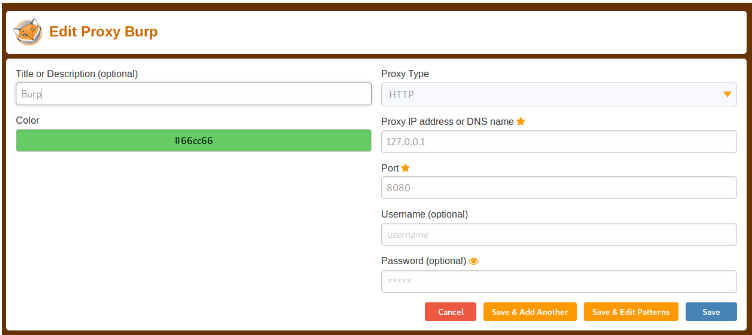 Edit Proxy Burp
Title or Description (optional)
Burp
Color
#66cc66
Proxy Type
HTTP
Proxy IP address or DNS name
127.0.0.1
Port
8080
Username (optional)
username
Password (optional)
*****
Cancel
Save & Add Another
Save & Edit Patterns
Save